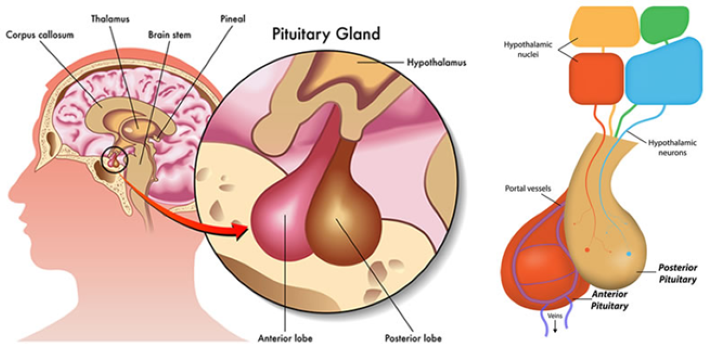 Thalamus
Pineal
Corpus callosum
Brain stem
Pituitary Gland
Hypothalamus
Anterior lobe
Posterior lobe
Hypothalamic
nuclei
Hypothalamic
neurons
Portal vessels
Posterior
Pituitary
Anterior
Pituitary
Veins